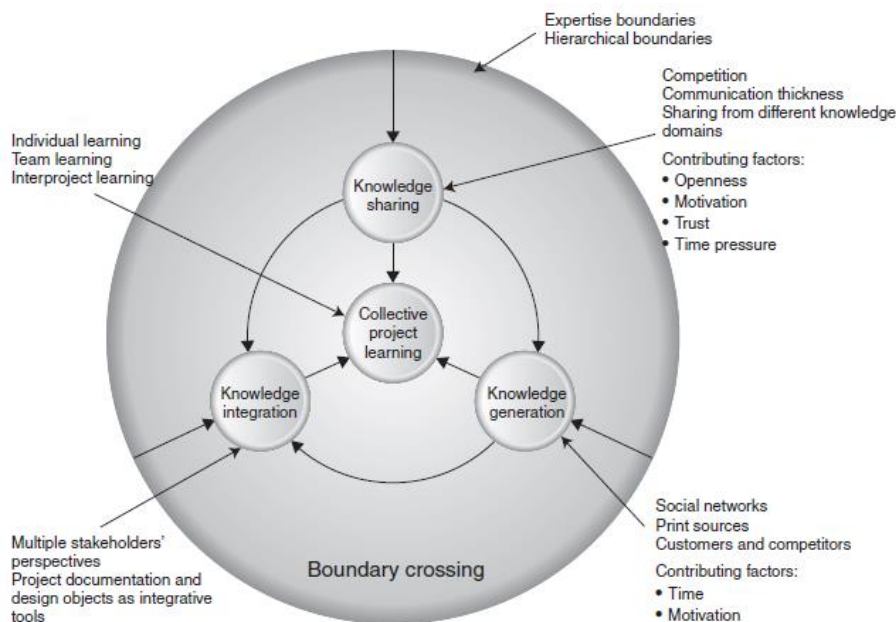 Expertise boundaries
Hierarchical boundaries
Competition
Communication thickness
Sharing from different knowledge
domains
Contributing factors:
• Openness
• Motivation
• Trust
• Time pressure
Individual learning
Team learning
Interproject learning
Knowledge
sharing
Collective
project
learning
Knowledge
integration
Knowledge
generation
Multiple stakeholders'
perspectives
Project documentation and
design objects as integrative
tools
Boundary crossing
Social networks
Print sources
Customers and competitors
Contributing factors:
• Time
• Motivation